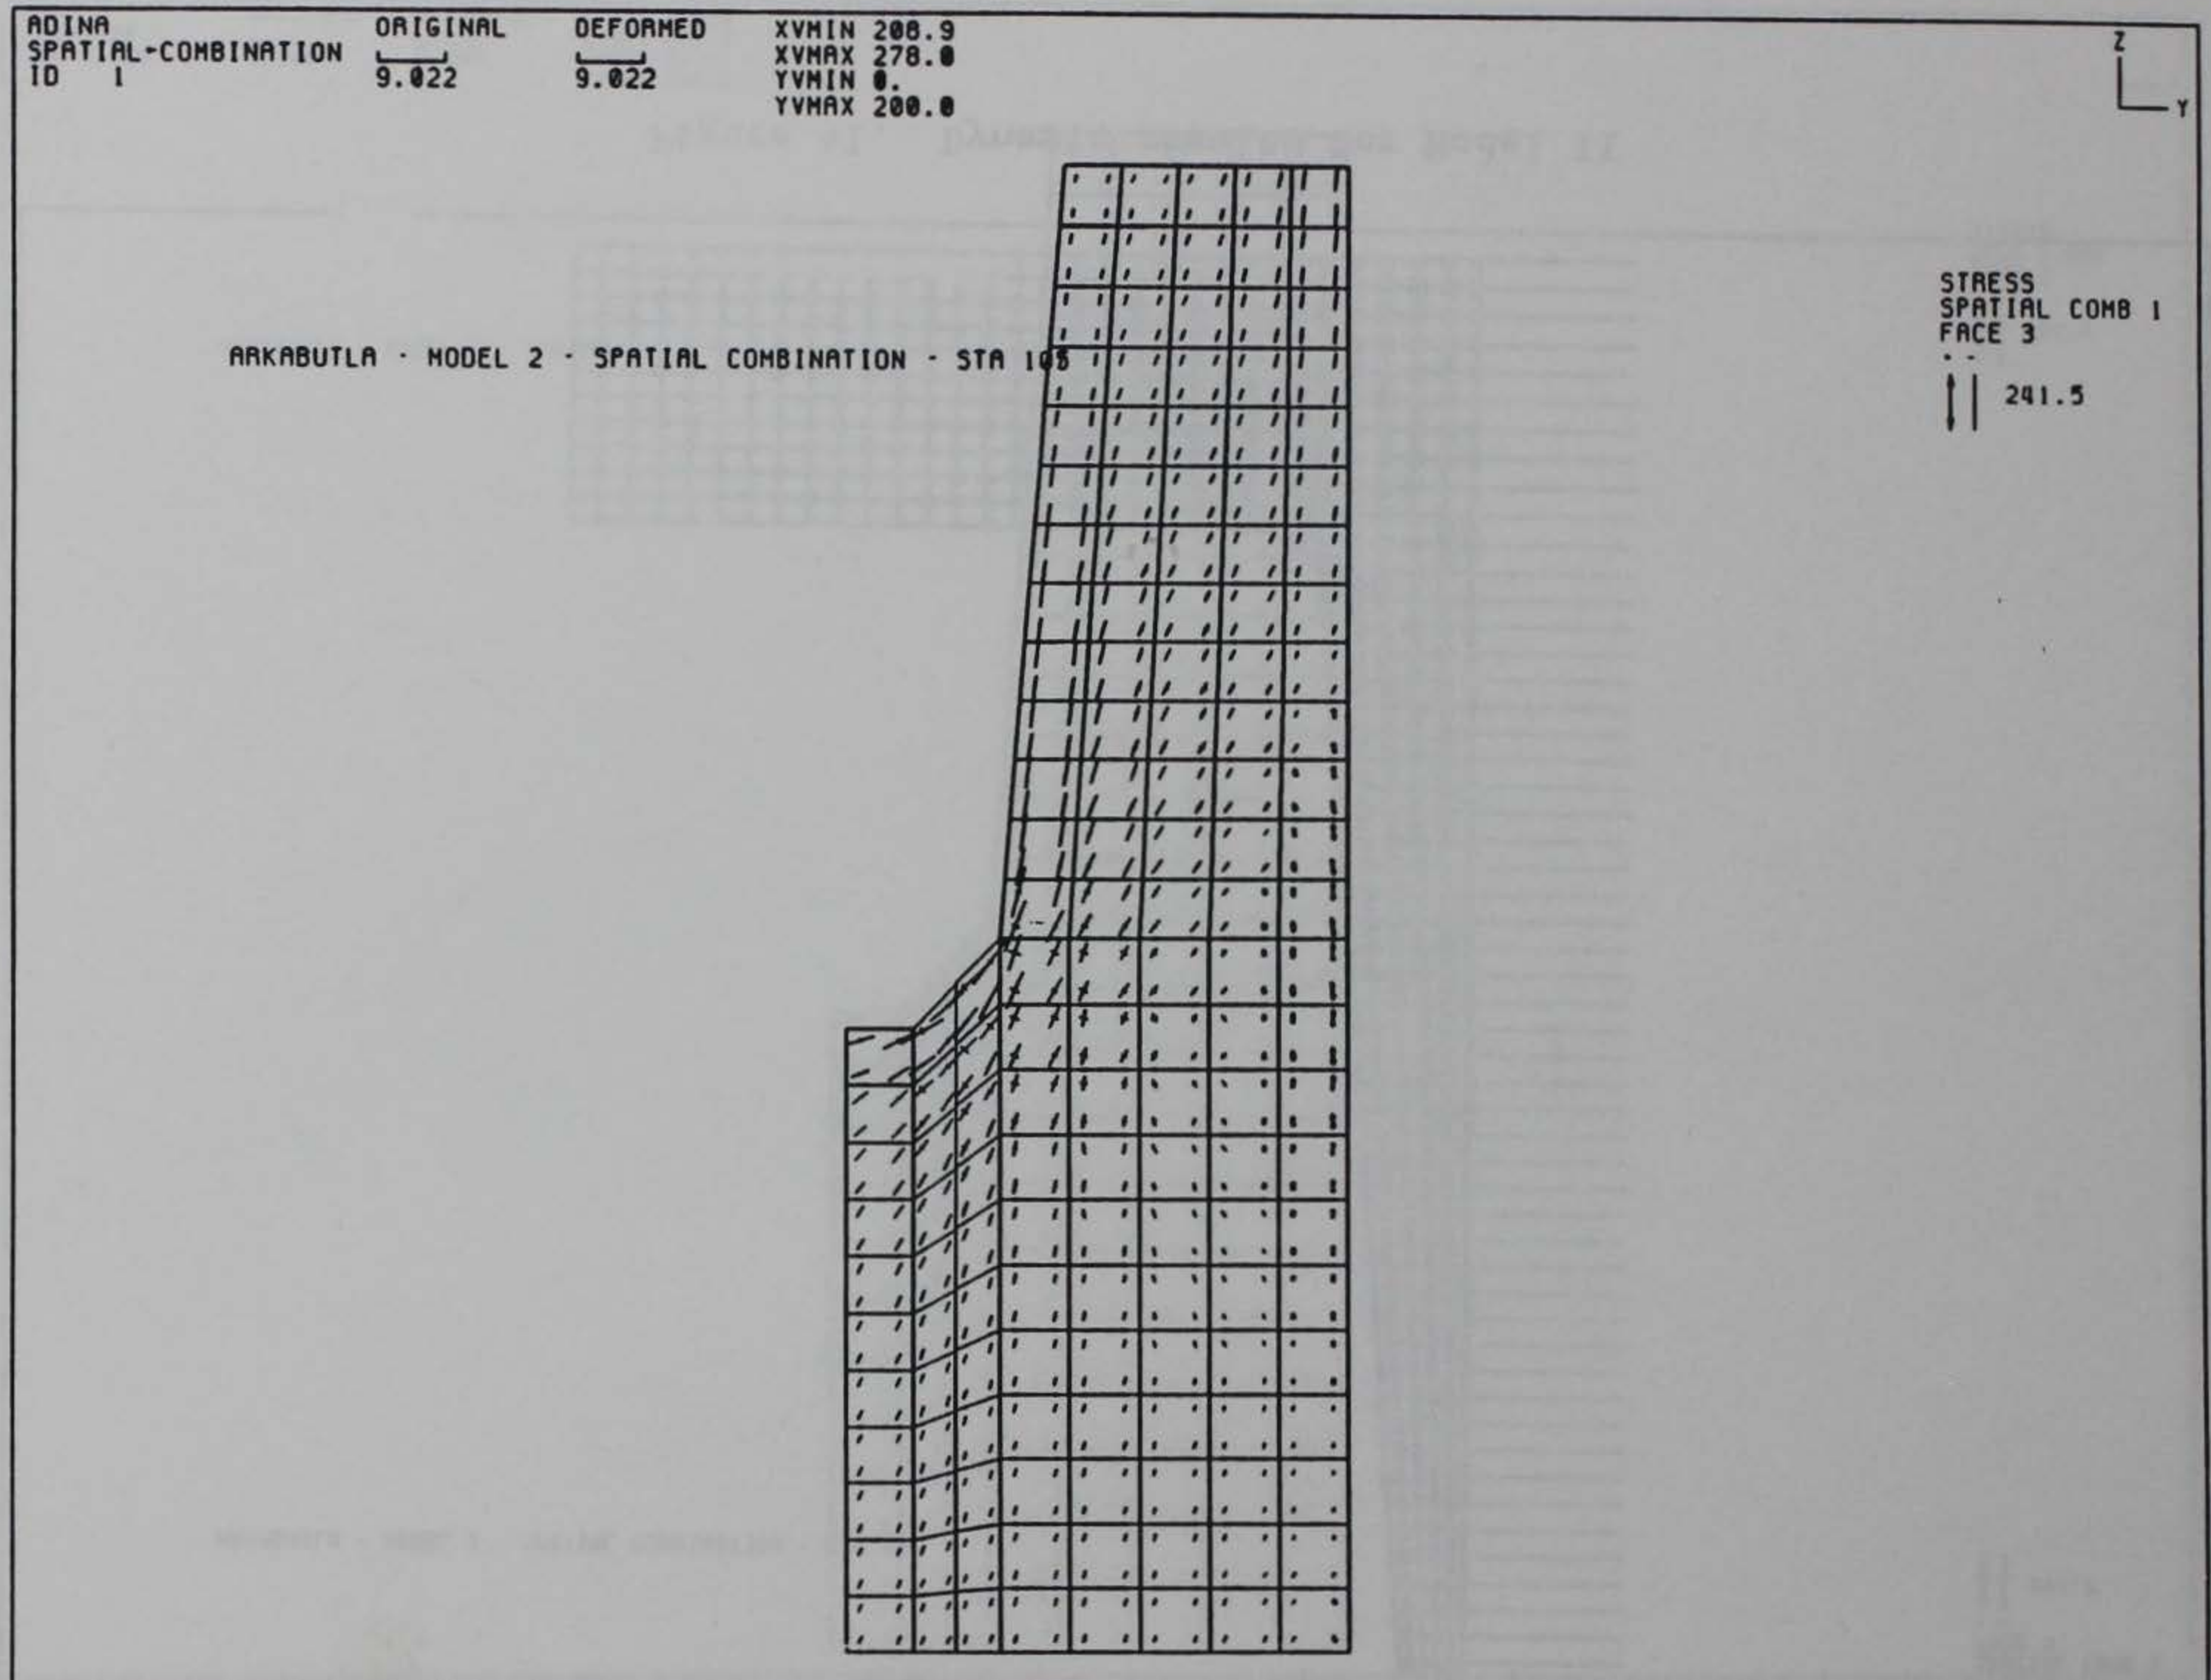 ADINA
SPATIAL-COMBINATION
ID 1
ORIGINAL
9.022
DEFORMED
9.022
XVMIN 208.9
XVMAX 278.0
YVMIN 0.
YVMAX 200.0
Z
Y
ARKABUTLA - MODEL 2 - SPATIAL COMBINATION - STA
STRESS
SPATIAL COMB 1
FACE 3
241.5